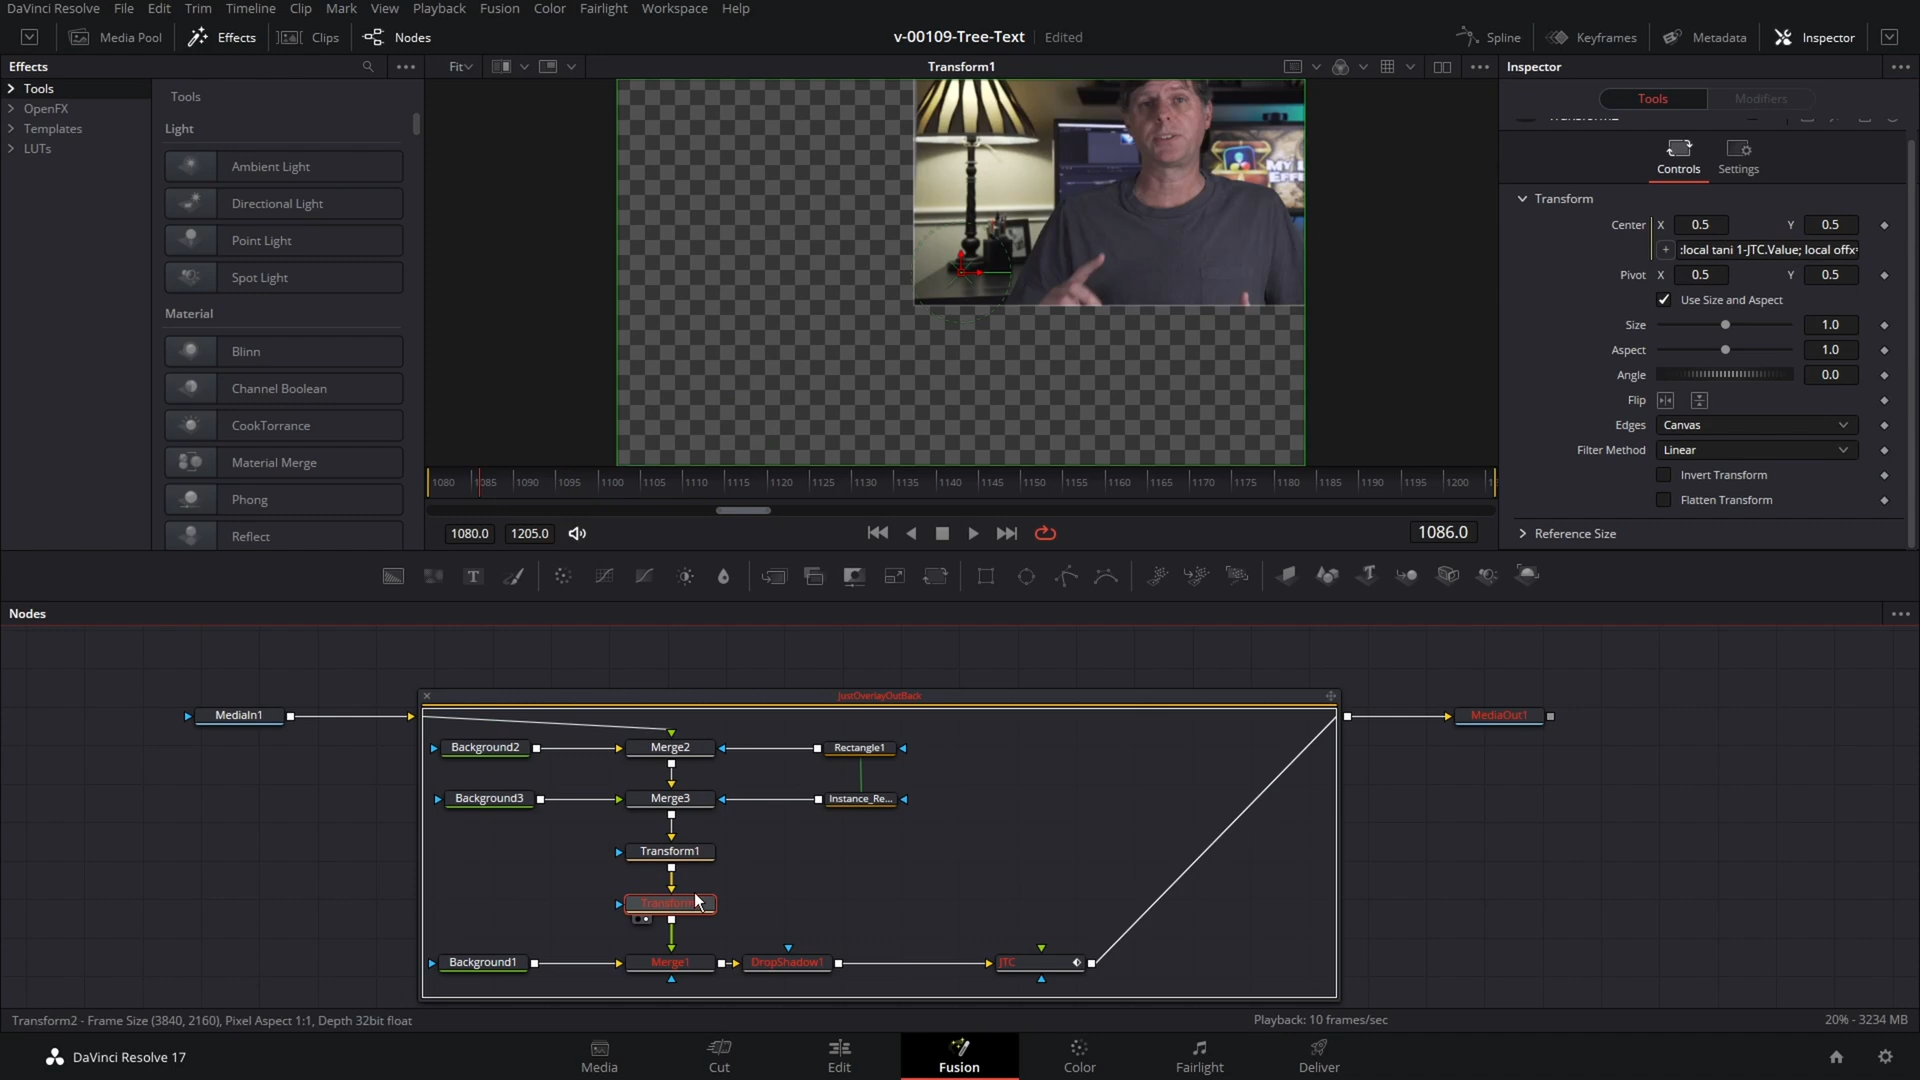 DaVinci Resolve File Edit Trim Timeline Clip Mark View Playback Fusion Color Fairlight Workspace Help
Media Pool Effects Clips Nodes v-00109-Tree-Text Edited Spline Keyframes Metadata Inspector
Effects Fit Transform1 Inspector
Tools
OpenFX
Templates
LUTs
Tools
Light
Ambient Light
Directional Light
Point Light
Spot Light
Material
Blinn
Channel Boolean
CookTorrance
Material Merge
Phong
Reflect
MY L
EFFE
1080 1085 1090 1095 1100 1105 1110 1115 1120 1125 1130 1135 1140 1145 1150 1155 1160 1165 1170 1175 1180 1185 1190 1195 1200
1080.0 1205.0 1086.0
Tools Modifiers
Controls Settings
Transform
Center X 0.5 Y 0.5
:local tani 1-JTC.Value; local offx=
Pivot X 0.5 Y 0.5
Use Size and Aspect
Size 1.0
Aspect 1.0
Angle 0.0
Flip
Edges Canvas
Filter Method Linear
Invert Transform
Flatten Transform
Reference Size
Nodes
JustOverlayOutBack
MediaIn1 MediaOut1
Background2 Merge2 Rectangle1
Background3 Merge3 Instance_Re...
Transform1
Transform
Background1 Merge1 DropShadow1 JTC
Transform2 - Frame Size (3840, 2160), Pixel Aspect 1:1, Depth 32bit float Playback: 10 frames/sec 20% - 3234 MB
DaVinci Resolve 17 Media Cut Edit Fusion Color Fairlight Deliver